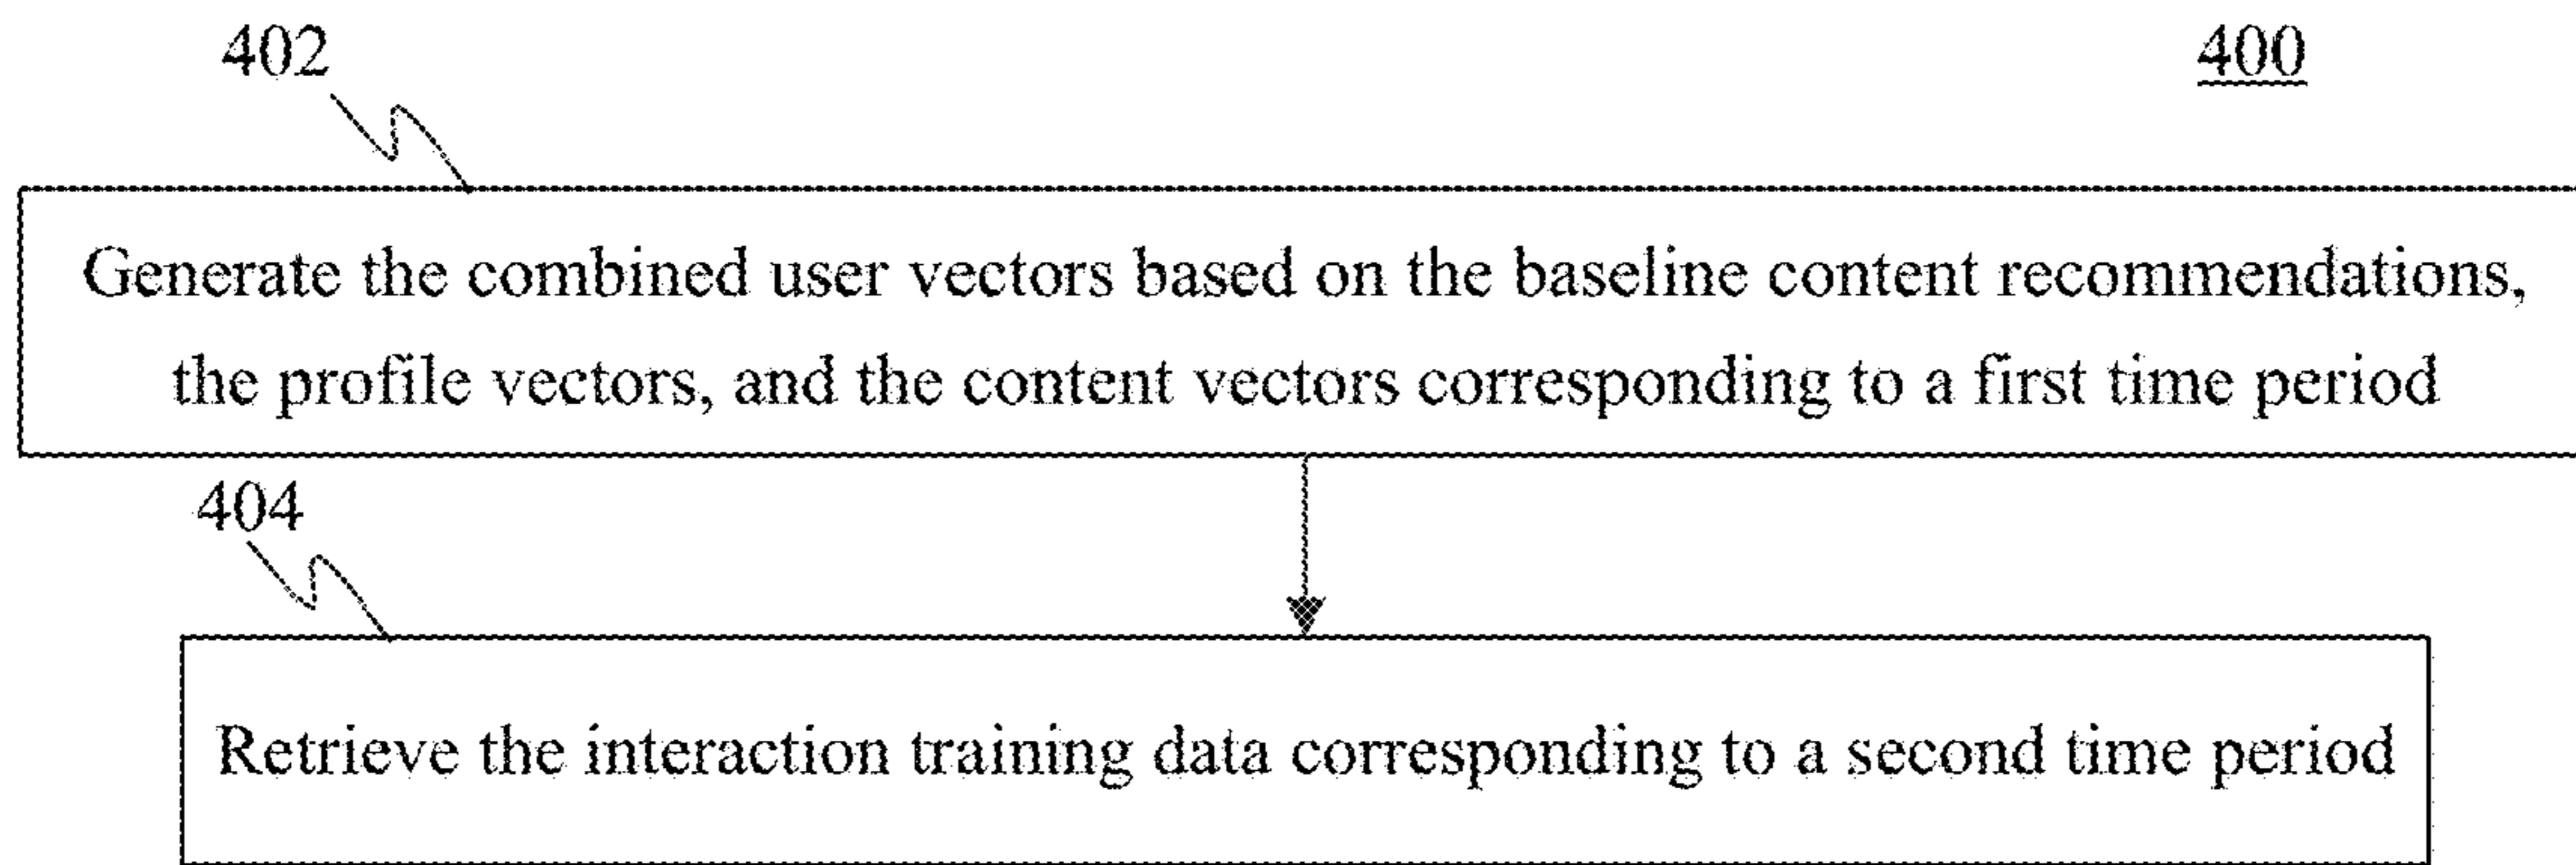 402
400
Generate the combined user vectors based on the baseline content recommendations,
the profile vectors, and the content vectors corresponding to a first time period
404
Retrieve the interaction training data corresponding to a second time period